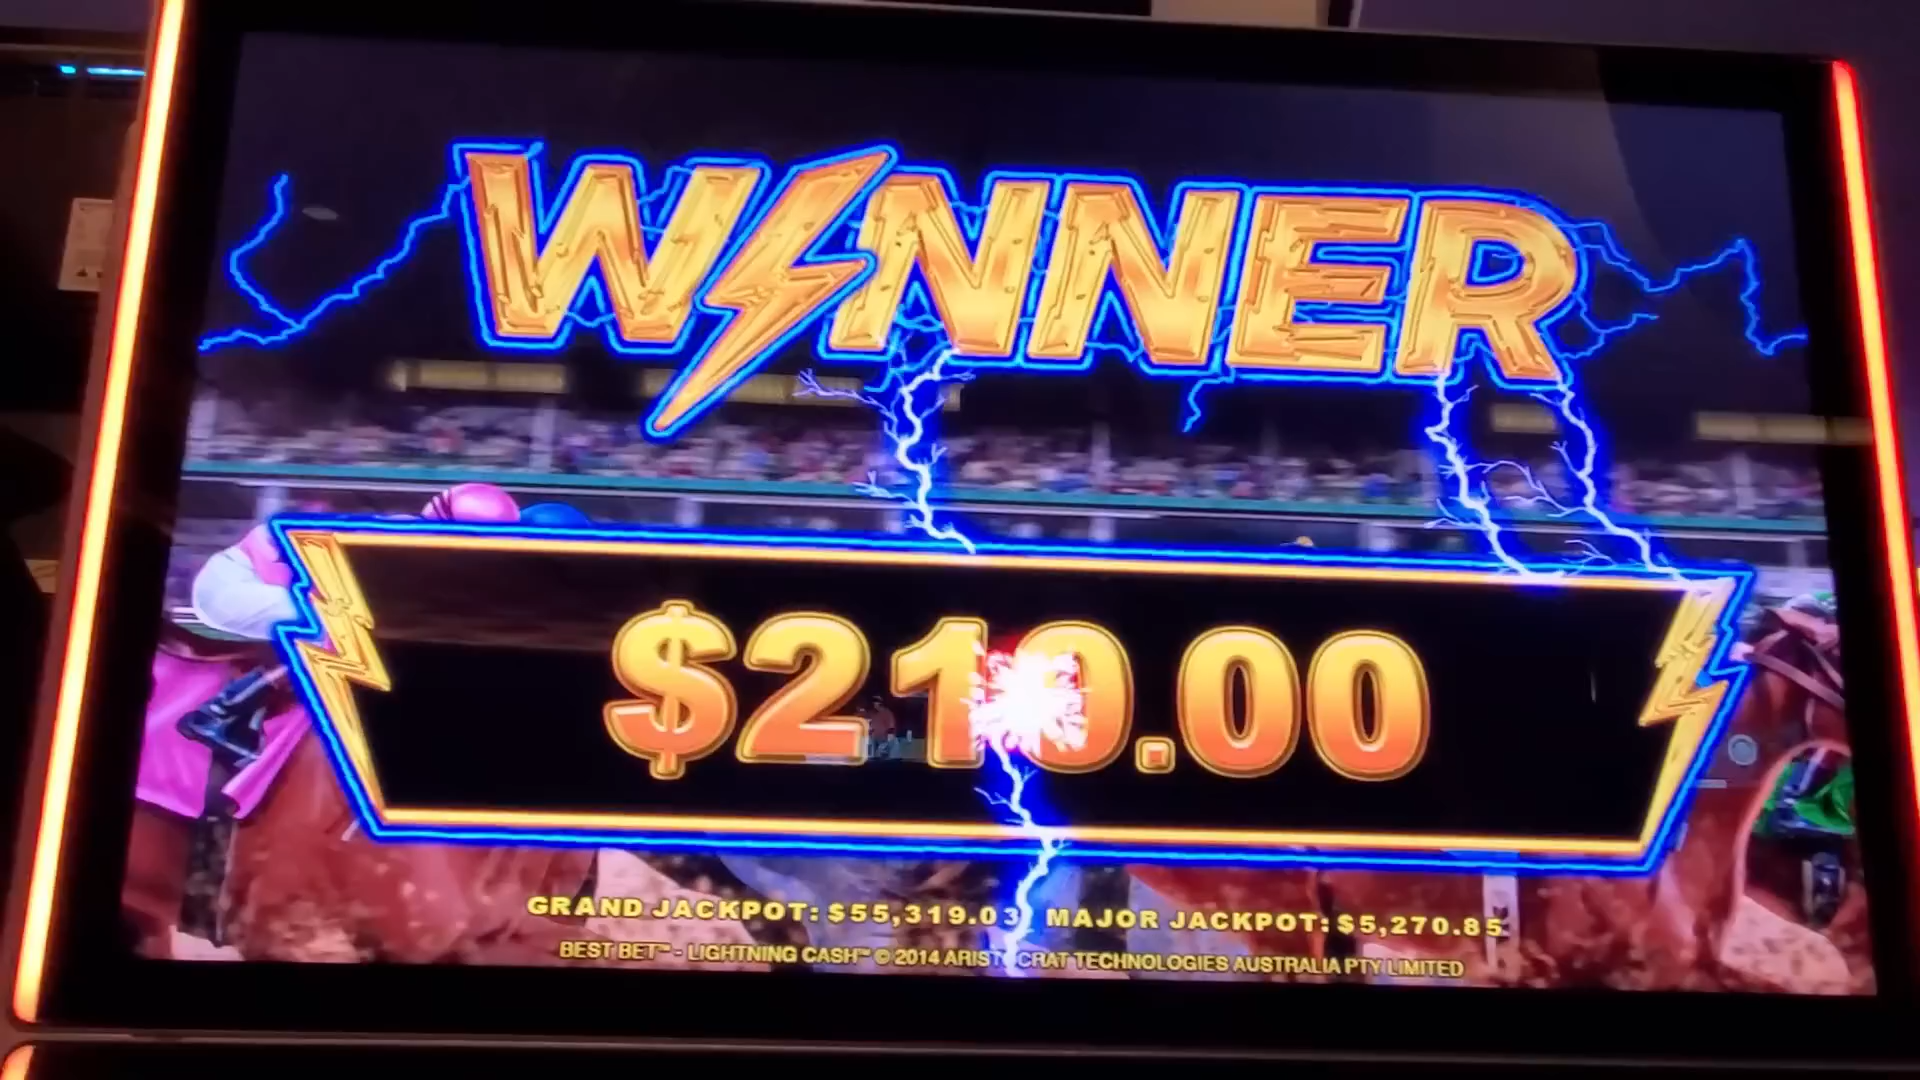 WINNER
$210.00
GRAND JACKPOT: $55,319.03 MAJOR JACKPOT: $5,270.85
BEST BET™ - LIGHTNING CASH™ © 2014 ARISTOCRAT TECHNOLOGIES AUSTRALIA PTY LIMITED